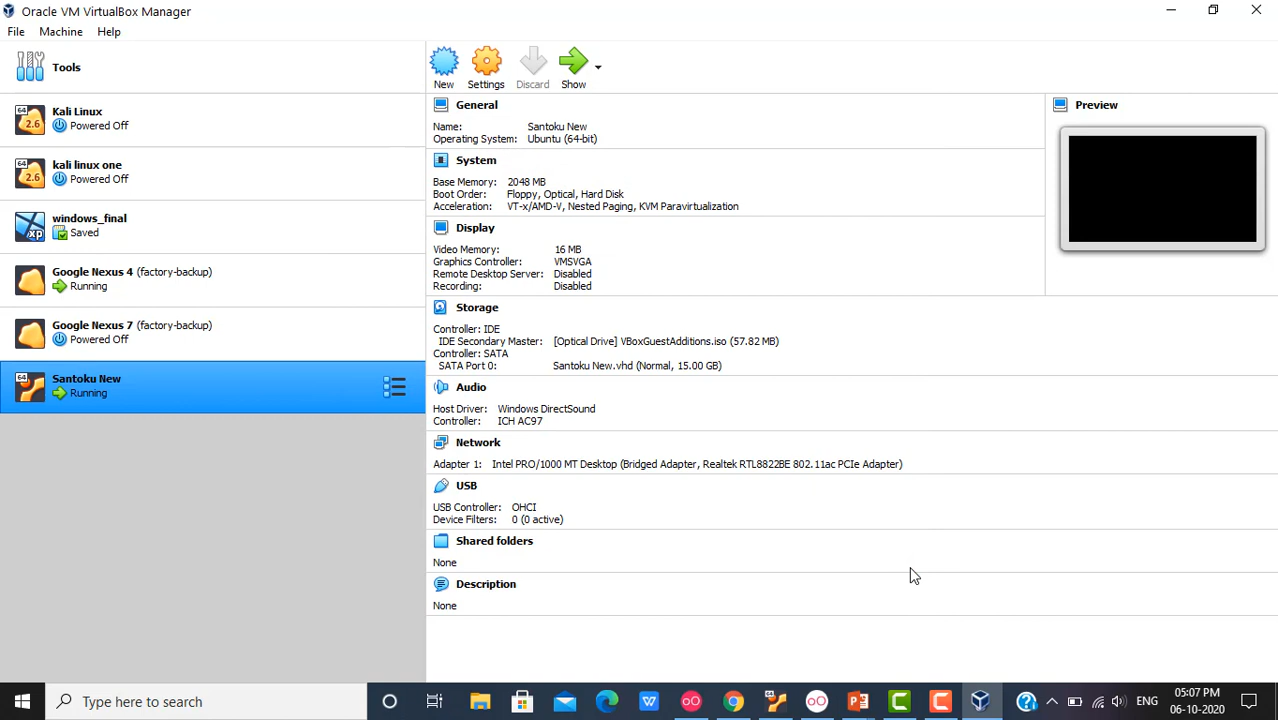 Oracle VM VirtualBox Manager
File Machine Help
Tools
New Settings Discard Show
64
2.6
Kali Linux
Powered Off
64
2.6
kali linux one
Powered Off
xp
windows_final
Saved
Google Nexus 4 (factory-backup)
Running
Google Nexus 7 (factory-backup)
Powered Off
64
Santoku New
Running
General
Name: Santoku New
Operating System: Ubuntu (64-bit)
System
Base Memory: 2048 MB
Boot Order: Floppy, Optical, Hard Disk
Acceleration: VT-x/AMD-V, Nested Paging, KVM Paravirtualization
Display
Video Memory: 16 MB
Graphics Controller: VMSVGA
Remote Desktop Server: Disabled
Recording: Disabled
Storage
Controller: IDE
IDE Secondary Master: [Optical Drive] VBoxGuestAdditions.iso (57.82 MB)
Controller: SATA
SATA Port 0: Santoku New.vhd (Normal, 15.00 GB)
Audio
Host Driver: Windows DirectSound
Controller: ICH AC97
Network
Adapter 1: Intel PRO/1000 MT Desktop (Bridged Adapter, Realtek RTL8822BE 802.11ac PCIe Adapter)
USB
USB Controller: OHCI
Device Filters: 0 (0 active)
Shared folders
None
Description
None
Preview
Type here to search
ENG
05:07 PM
06-10-2020